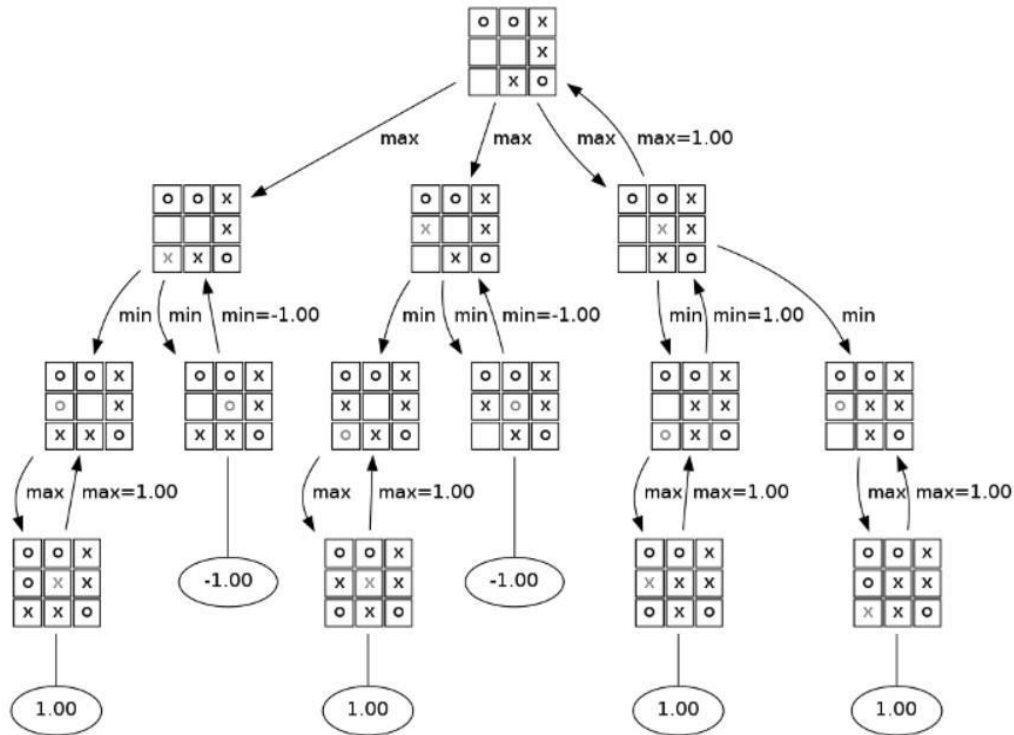 O O X
X
X O
max max max max=1.00
O O X O O X O O X
X X X X X
X X O X O X O
min min min=-1.00 min min min=-1.00 min min=1.00 min
O O X O O X O O X O O X O O X O O X
O X O X X X X O X X X O X X
X X O X X O O X O X O O X O X O
max max=1.00 max max=1.00 max max=1.00 max max=1.00
O O X O O X O O X O O X
O X X -1.00 X X X -1.00 X X X O X X
X X O O X O O X O X X O
1.00 1.00 1.00 1.00